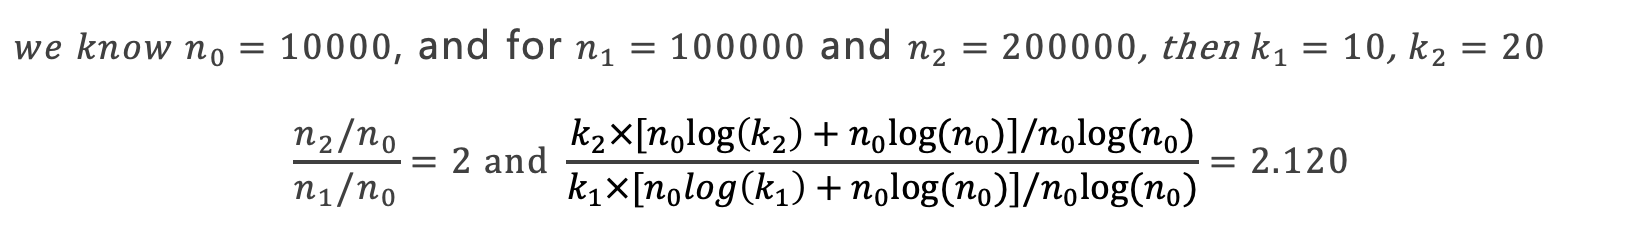 we know n₀ = 10000, and for n₁ = 100000 and n₂ = 200000, then k₁ = 10, k₂ = 20
n₂/n₀ / n₁/n₀ = 2 and k₂×[n₀log(k₂) + n₀log(n₀)]/n₀log(n₀) / k₁×[n₀log(k₁) + n₀log(n₀)]/n₀log(n₀) = 2.120